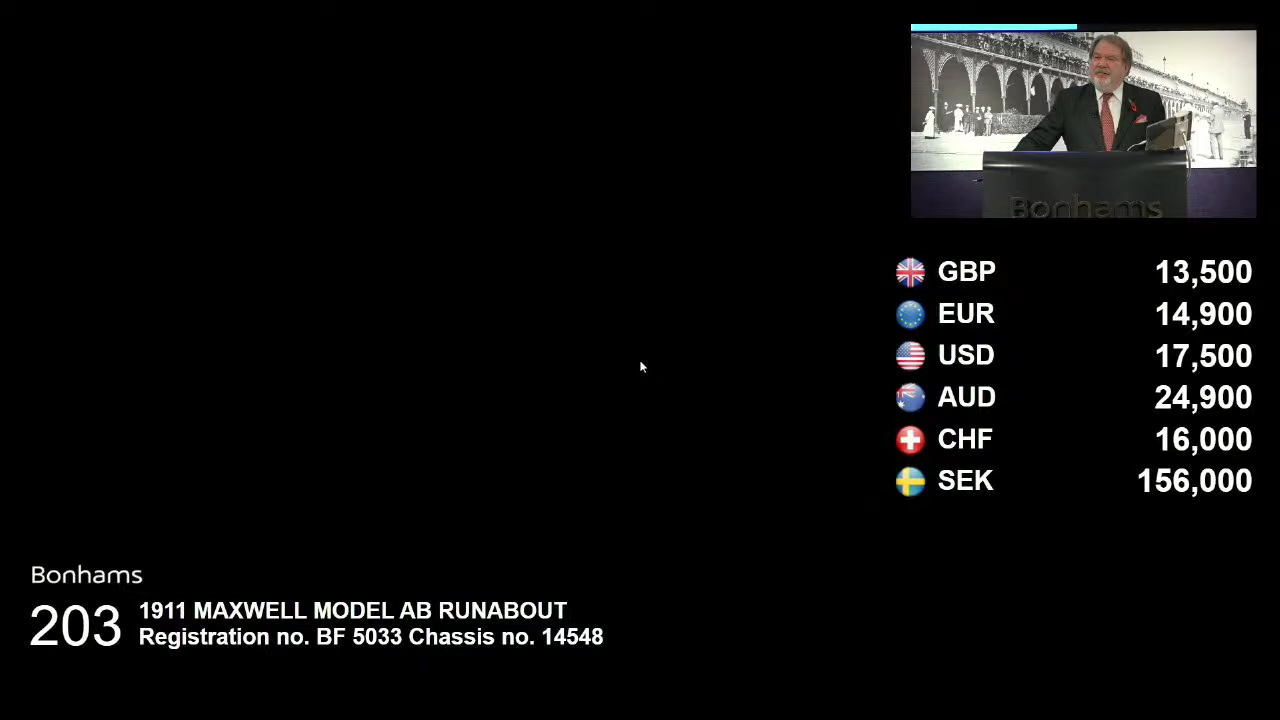 Bonhams
GBP 13,500
EUR 14,900
USD 17,500
AUD 24,900
CHF 16,000
SEK 156,000
Bonhams
203
1911 MAXWELL MODEL AB RUNABOUT
Registration no. BF 5033 Chassis no. 14548